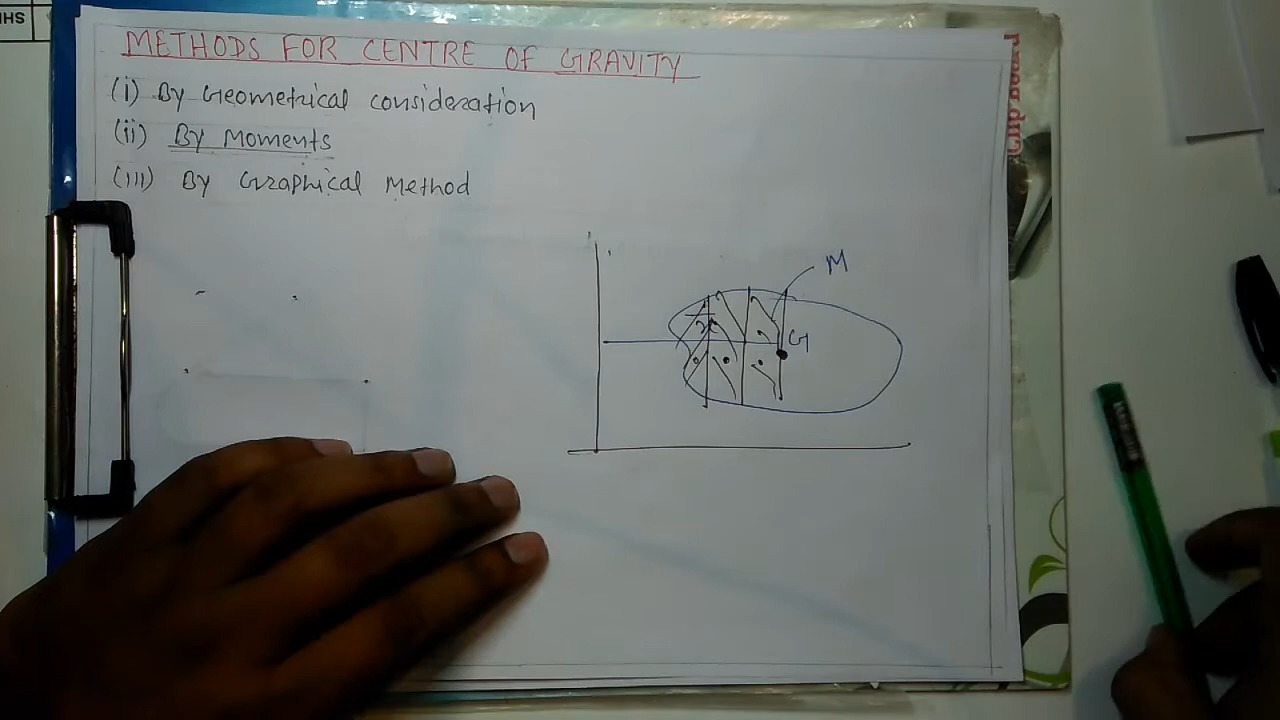 METHODS FOR CENTRE OF GRAVITY
(i) By Geometrical consideration
(ii) By Moments
(iii) By Graphical Method
M
G